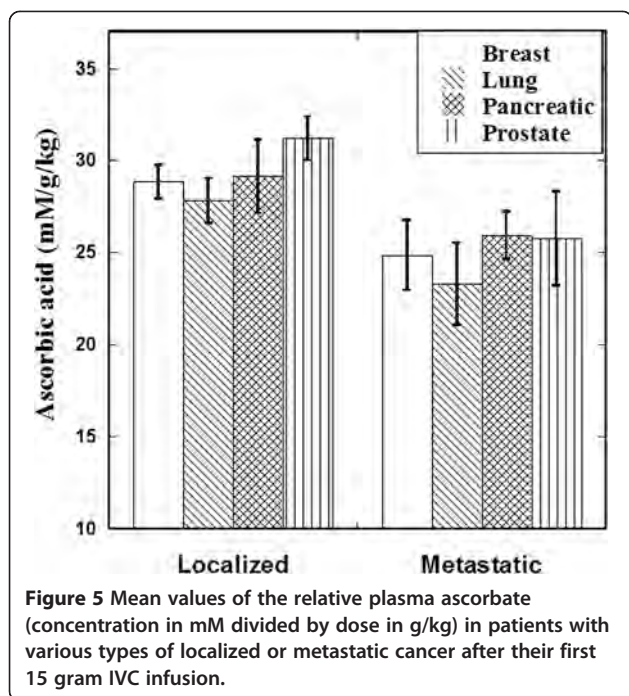 Ascorbic acid (mM/g/kg)
35
30
25
20
15
10
Breast
Lung
Pancreatic
Prostate
Localized
Metastatic
Figure 5 Mean values of the relative plasma ascorbate
(concentration in mM divided by dose in g/kg) in patients with
various types of localized or metastatic cancer after their first
15 gram IVC infusion.